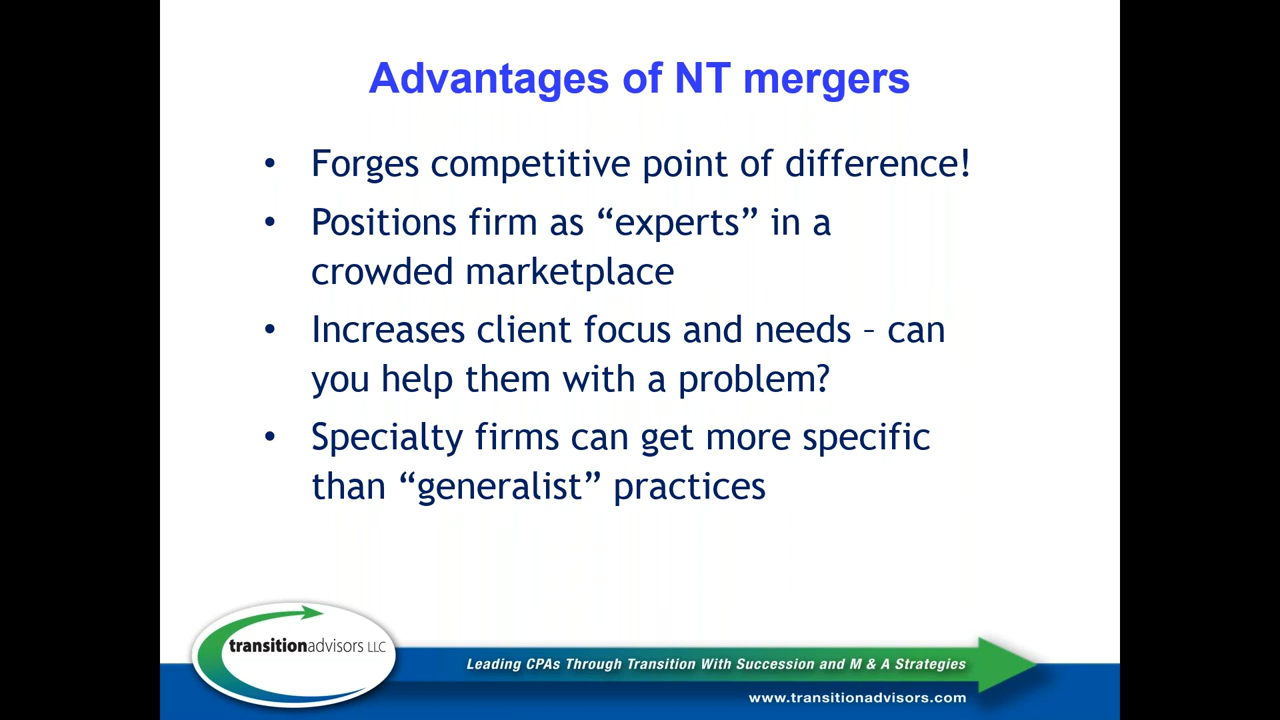 Advantages of NT mergers
• Forges competitive point of difference!
• Positions firm as “experts” in a
crowded marketplace
• Increases client focus and needs – can
you help them with a problem?
• Specialty firms can get more specific
than “generalist” practices
transitionadvisors LLC
Leading CPAs Through Transition With Succession and M & A Strategies
www.transitionadvisors.com